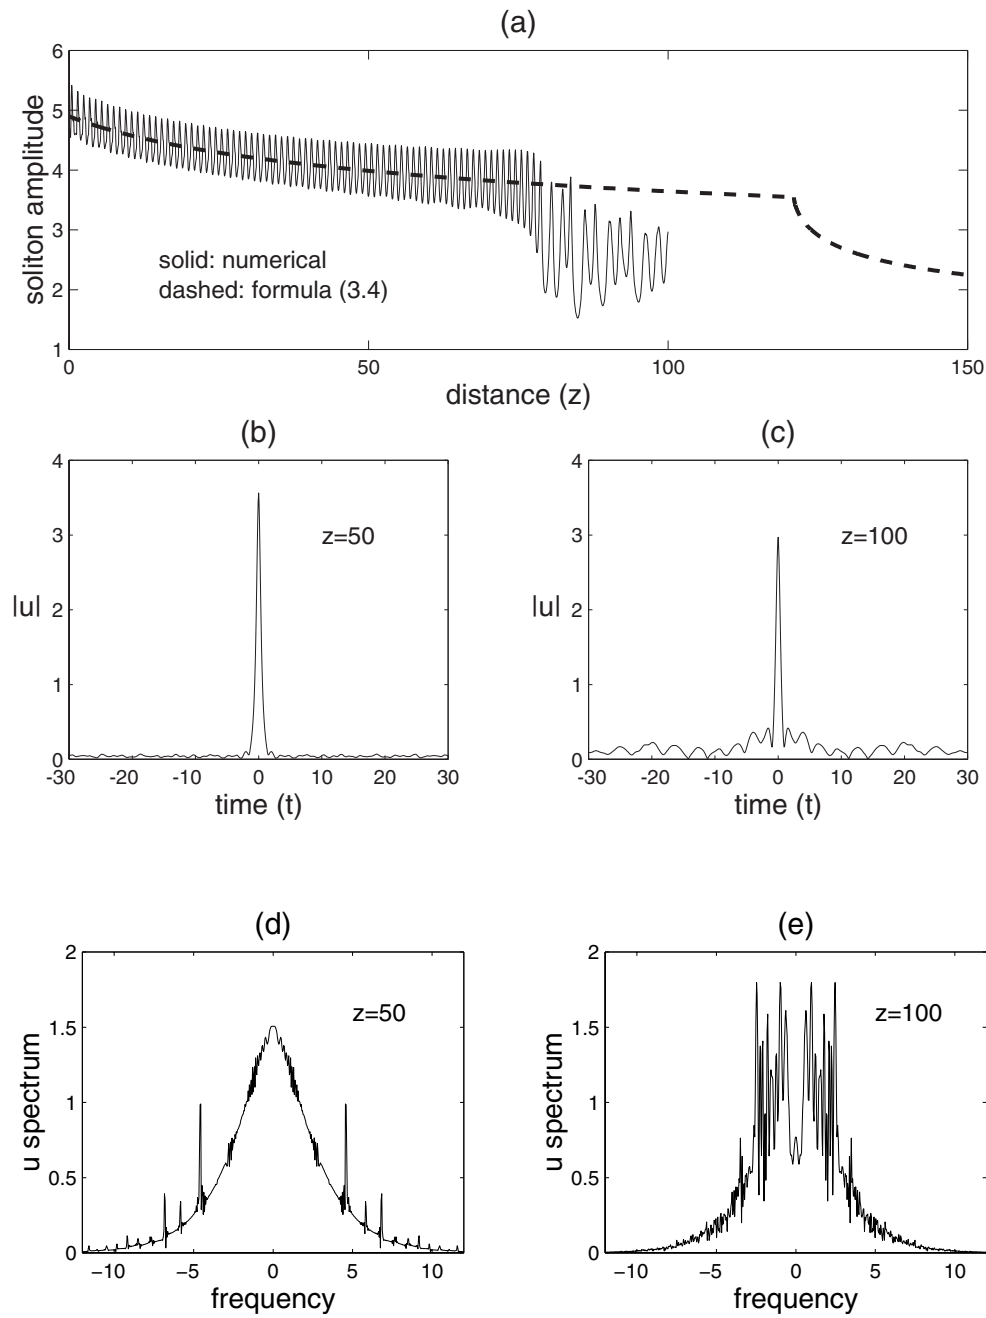 (a)
6
5
4
3
2
1
soliton amplitude
solid: numerical
dashed: formula (3.4)
0
50
100
150
distance (z)
(b)
4
3
2
1
0
|u|
z=50
-30
-20
-10
0
10
20
30
time (t)
(c)
4
3
2
1
0
|u|
z=100
-30
-20
-10
0
10
20
30
time (t)
(d)
2
1.5
1
0.5
0
u spectrum
z=50
−10
−5
0
5
10
frequency
(e)
2
1.5
1
0.5
0
u spectrum
z=100
−10
−5
0
5
10
frequency